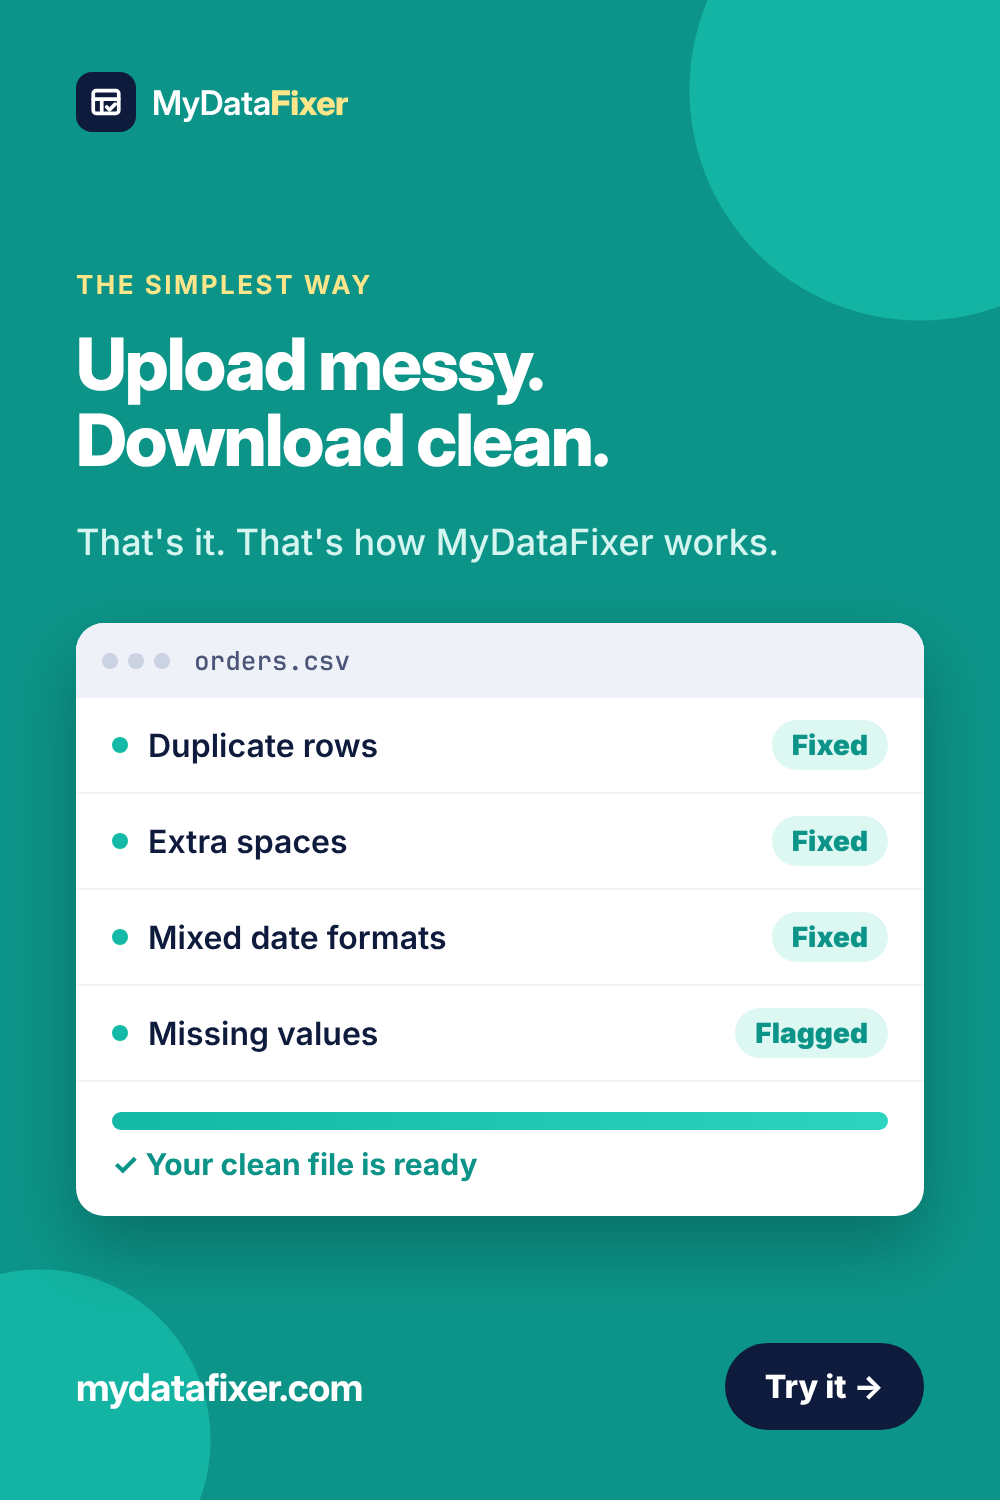 MyDataFixer
THE SIMPLEST WAY
Upload messy.
Download clean.
That's it. That's how MyDataFixer works.
orders.csv
Duplicate rows Fixed
Extra spaces Fixed
Mixed date formats Fixed
Missing values Flagged
✓ Your clean file is ready
mydatafixer.com
Try it →